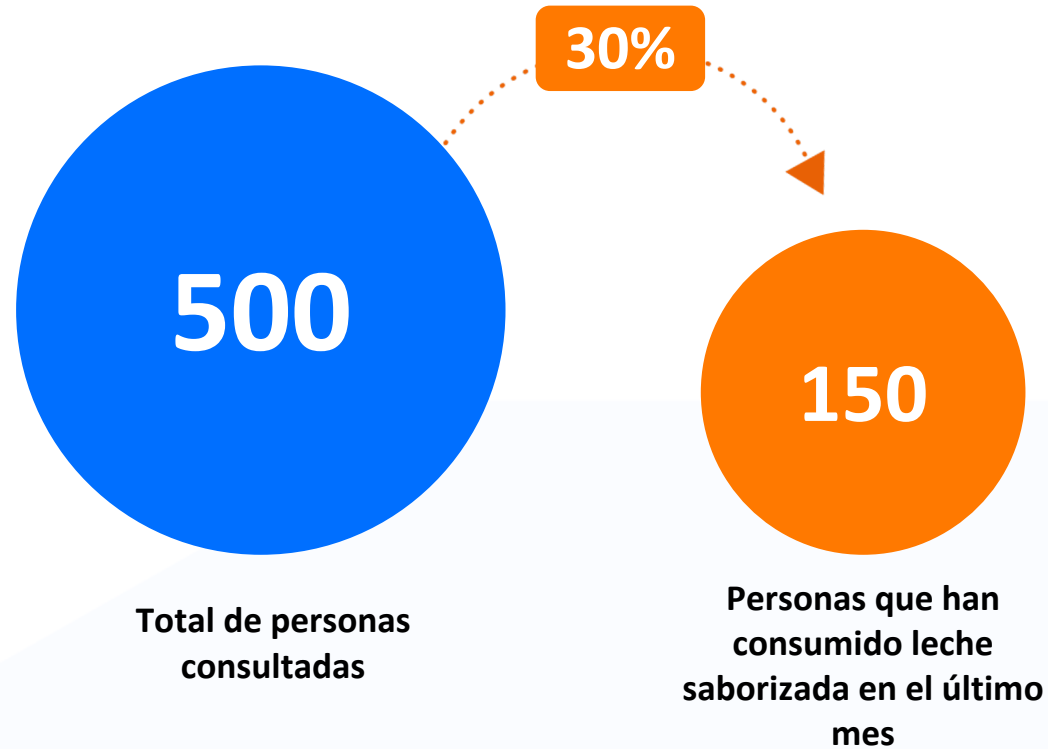 30%
500
150
Total de personas
consultadas
Personas que han
consumido leche
saborizada en el último
mes